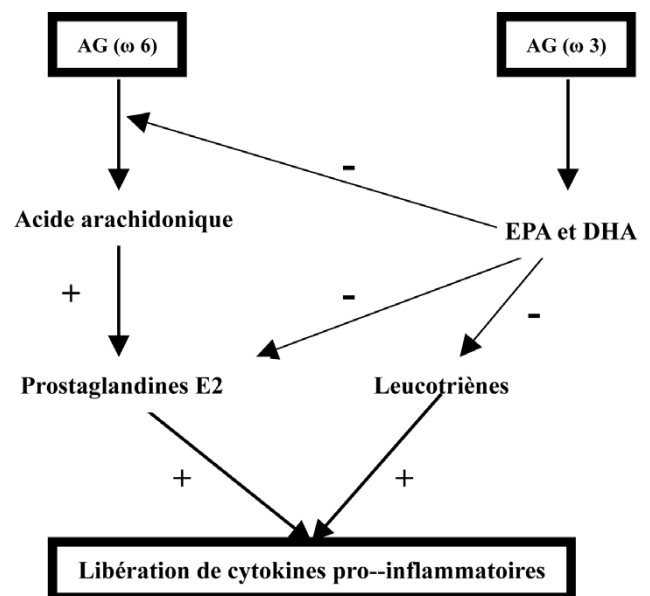 AG (ω 6)
AG (ω 3)
-
Acide arachidonique
EPA et DHA
+
-
-
Prostaglandines E2
Leucotriènes
+
+
Libération de cytokines pro--inflammatoires